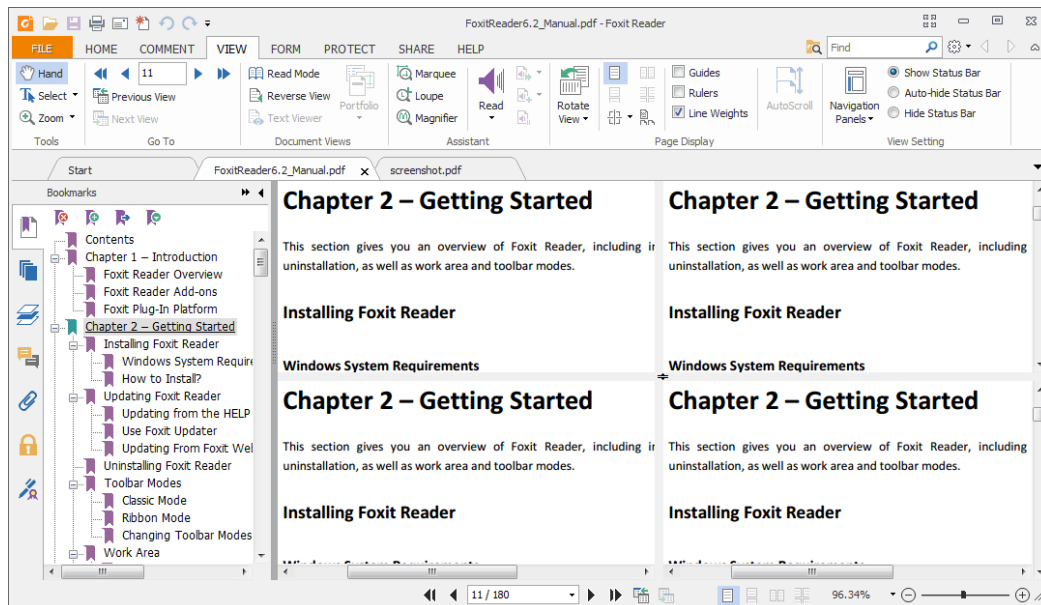 FoxitReader6.2_Manual.pdf - Foxit Reader
FILE HOME COMMENT VIEW FORM PROTECT SHARE HELP Find
Hand 11 Read Mode Marquee Guides Show Status Bar
Select Previous View Reverse View Loupe Rulers Auto-hide Status Bar
Zoom Next View Text Viewer Magnifier Line Weights Hide Status Bar
Portfolio Read Rotate View AutoScroll Navigation Panels
Tools Go To Document Views Assistant Page Display View Setting
Start FoxitReader6.2_Manual.pdf x screenshot.pdf
Bookmarks
Contents
Chapter 1 – Introduction
Foxit Reader Overview
Foxit Reader Add-ons
Foxit Plug-In Platform
Chapter 2 – Getting Started
Installing Foxit Reader
Windows System Require
How to Install?
Updating Foxit Reader
Updating from the HELP
Use Foxit Updater
Updating From Foxit Wel
Uninstalling Foxit Reader
Toolbar Modes
Classic Mode
Ribbon Mode
Changing Toolbar Modes
Work Area
Chapter 2 – Getting Started
This section gives you an overview of Foxit Reader, including in
uninstallation, as well as work area and toolbar modes.
Installing Foxit Reader
Windows System Requirements
Chapter 2 – Getting Started
This section gives you an overview of Foxit Reader, including
uninstallation, as well as work area and toolbar modes.
Installing Foxit Reader
Windows System Requirements
Chapter 2 – Getting Started
This section gives you an overview of Foxit Reader, including in
uninstallation, as well as work area and toolbar modes.
Installing Foxit Reader
Windows System Requirements
Chapter 2 – Getting Started
This section gives you an overview of Foxit Reader, including
uninstallation, as well as work area and toolbar modes.
Installing Foxit Reader
Windows System Requirements
11 / 180 96.34%